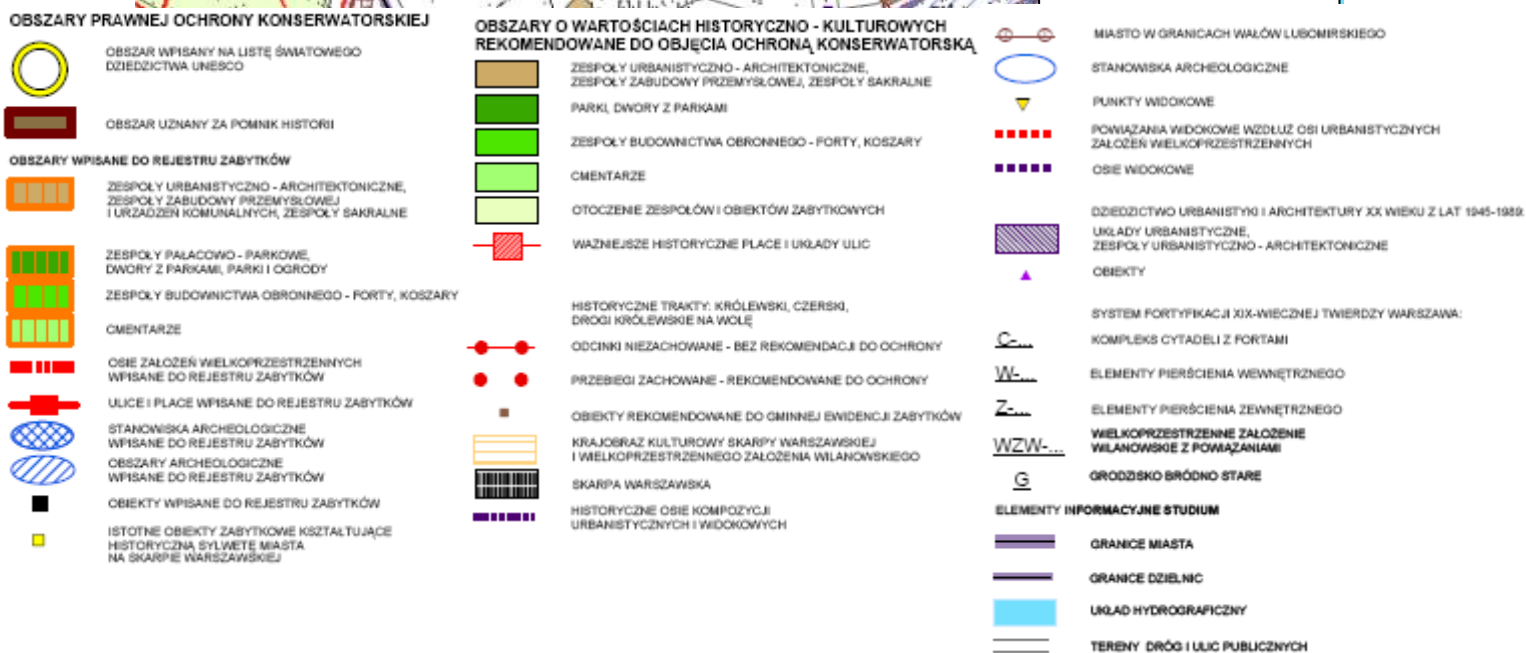 OBSZARY PRAWNEJ OCHRONY KONSERWATORSKIEJ
OBSZAR WPISANY NA LISTĘ ŚWIATOWEGO
DZIEDZICTWA UNESCO
OBSZAR UZNANY ZA POMNIK HISTORII
OBSZARY WPISANE DO REJESTRU ZABYTKÓW
ZESPOŁY URBANISTYCZNO - ARCHITEKTONICZNE,
ZESPOŁY ZABUDOWY PRZEMYSŁOWEJ
I URZĄDZEŃ KOMUNALNYCH, ZESPOŁY SAKRALNE
ZESPOŁY PAŁACOWO - PARKOWE,
DWORY Z PARKAMI, PARKI I OGRODY
ZESPOŁY BUDOWNICTWA OBRONNEGO - FORTY, KOSZARY
CMENTARZE
OSIE ZAŁOŻEŃ WIELKOPRZESTRZENNYCH
WPISANE DO REJESTRU ZABYTKÓW
ULICE I PLACE WPISANE DO REJESTRU ZABYTKÓW
STANOWISKA ARCHEOLOGICZNE
WPISANE DO REJESTRU ZABYTKÓW
OBSZARY ARCHEOLOGICZNE
WPISANE DO REJESTRU ZABYTKÓW
OBIEKTY WPISANE DO REJESTRU ZABYTKÓW
ISTOTNE OBIEKTY ZABYTKOWE KSZTAŁTUJĄCE
HISTORYCZNĄ SYLWETĘ MIASTA
NA SKARPIE WARSZAWSKIEJ
OBSZARY O WARTOŚCIACH HISTORYCZNO - KULTUROWYCH
REKOMENDOWANE DO OBJĘCIA OCHRONĄ KONSERWATORSKĄ
ZESPOŁY URBANISTYCZNO - ARCHITEKTONICZNE,
ZESPOŁY ZABUDOWY PRZEMYSŁOWEJ, ZESPOŁY SAKRALNE
PARKI, DWORY Z PARKAMI
ZESPOŁY BUDOWNICTWA OBRONNEGO - FORTY, KOSZARY
CMENTARZE
OTOCZENIE ZESPOŁÓW I OBIEKTÓW ZABYTKOWYCH
WAŻNIEJSZE HISTORYCZNE PLACE I UKŁADY ULIC
HISTORYCZNE TRAKTY: KRÓLEWSKI, CZERSKI,
DROGI KRÓLEWSKIE NA WOLĘ
ODCINKI NIEZACHOWANE - BEZ REKOMENDACJI DO OCHRONY
PRZEBIEGI ZACHOWANE - REKOMENDOWANE DO OCHRONY
OBIEKTY REKOMENDOWANE DO GMINNEJ EWIDENCJI ZABYTKÓW
KRAJOBRAZ KULTUROWY SKARPY WARSZAWSKIEJ
I WIELKOPRZESTRZENNEGO ZAŁOŻENIA WILANOWSKIEGO
SKARPA WARSZAWSKA
HISTORYCZNE OSIE KOMPOZYCJI
URBANISTYCZNYCH I WIDOKOWYCH
MIASTO W GRANICACH WAŁÓW LUBOMIRSKIEGO
STANOWISKA ARCHEOLOGICZNE
PUNKTY WIDOKOWE
POWIĄZANIA WIDOKOWE WZDŁUŻ OSI URBANISTYCZNYCH
ZAŁOŻEŃ WIELKOPRZESTRZENNYCH
OSIE WIDOKOWE
DZIEDZICTWO URBANISTYKI I ARCHITEKTURY XX WIEKU Z LAT 1945-1989:
UKŁADY URBANISTYCZNE,
ZESPOŁY URBANISTYCZNO - ARCHITEKTONICZNE
OBIEKTY
SYSTEM FORTYFIKACJI XIX-WIECZNEJ TWIERDZY WARSZAWA:
C-... KOMPLEKS CYTADELI Z FORTAMI
W-... ELEMENTY PIERŚCIENIA WEWNĘTRZNEGO
Z-... ELEMENTY PIERŚCIENIA ZEWNĘTRZNEGO
WZW-... WIELKOPRZESTRZENNE ZAŁOŻENIE
WILANOWSKIE Z POWIĄZANIAMI
G GRODZISKO BRÓDNO STARE
ELEMENTY INFORMACYJNE STUDIUM
GRANICE MIASTA
GRANICE DZIELNIC
UKŁAD HYDROGRAFICZNY
TERENY DRÓG I ULIC PUBLICZNYCH